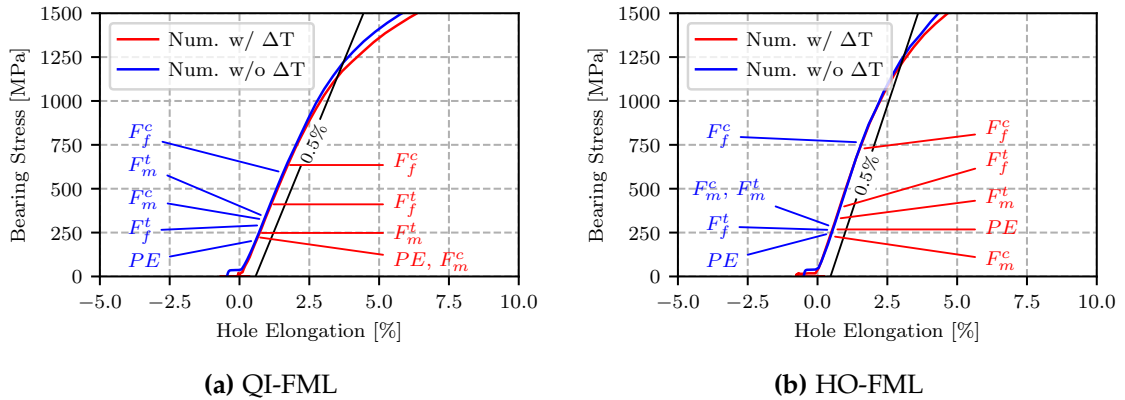 1500
1250
1000
750
500
250
0
Bearing Stress [MPa]
Num. w/ ΔT
Num. w/o ΔT
0.5%
F_f^c
F_m^t
F_m^c
F_f^t
PE
F_f^c
F_f^t
F_m^t
PE, F_m^c
−5.0 −2.5 0.0 2.5 5.0 7.5 10.0
Hole Elongation [%]
(a) QI-FML
1500
1250
1000
750
500
250
0
Bearing Stress [MPa]
Num. w/ ΔT
Num. w/o ΔT
0.5%
F_f^c
F_m^c, F_m^t
F_f^t
PE
F_f^c
F_f^t
F_m^t
PE
F_m^c
−5.0 −2.5 0.0 2.5 5.0 7.5 10.0
Hole Elongation [%]
(b) HO-FML